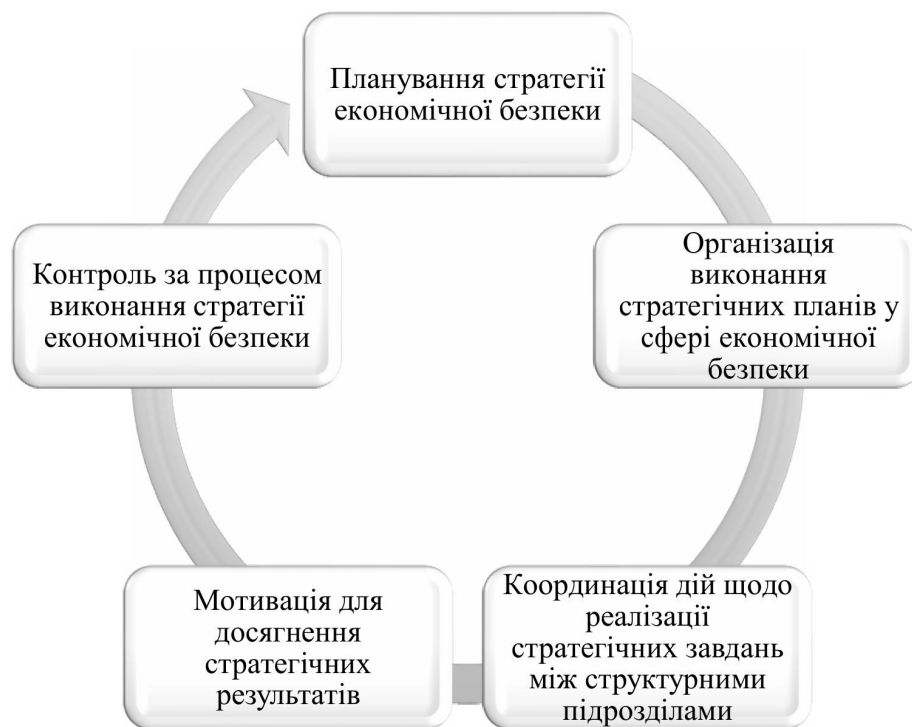 Планування стратегії
економічної безпеки
Організація
виконання
стратегічних планів у
сфері економічної
безпеки
Координація дій щодо
реалізації
стратегічних завдань
між структурними
підрозділами
Мотивація для
досягнення
стратегічних
результатів
Контроль за процесом
виконання стратегії
економічної безпеки